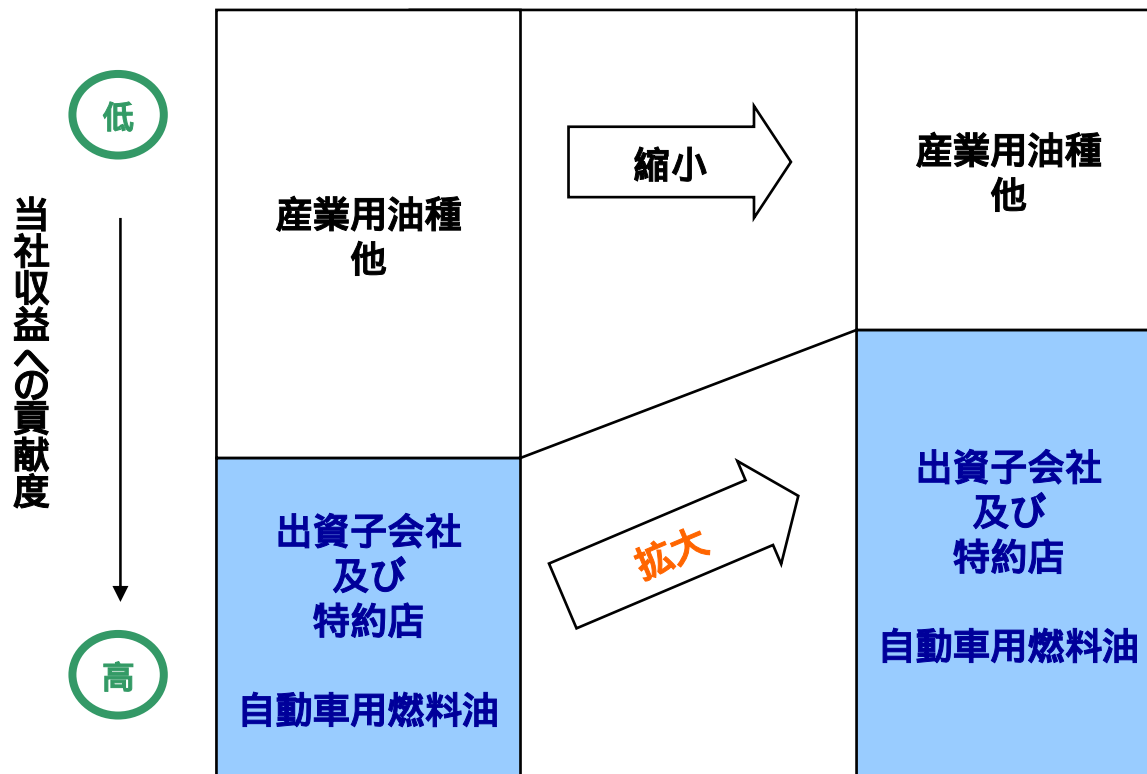 当社収益への貢献度
低
高
産業用油種
他
出資子会社
及び
特約店
自動車用燃料油
縮小
拡大
産業用油種
他
出資子会社
及び
特約店
自動車用燃料油